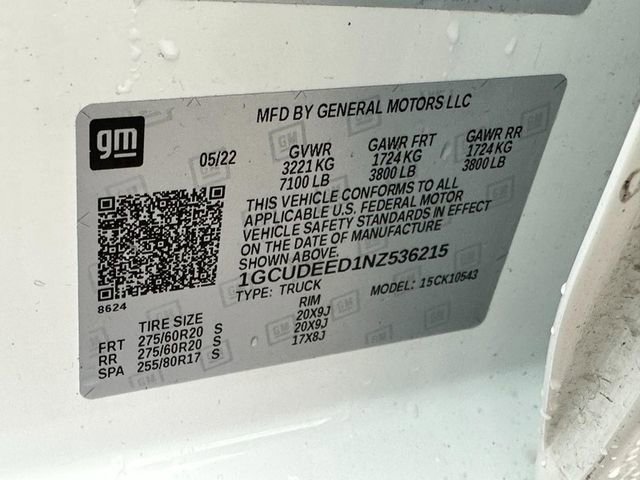 MFD BY GENERAL MOTORS LLC
gm
05/22 GVWR GAWR FRT GAWR RR
3221 KG 1724 KG 1724 KG
7100 LB 3800 LB 3800 LB
THIS VEHICLE CONFORMS TO ALL
APPLICABLE U.S. FEDERAL MOTOR
VEHICLE SAFETY STANDARDS IN EFFECT
ON THE DATE OF MANUFACTURE
SHOWN ABOVE.
1GCUDEED1NZ536215
TYPE: TRUCK MODEL: 15CK10543
8624
TIRE SIZE RIM
FRT 275/60R20 S 20X9J
RR 275/60R20 S 20X9J
SPA 255/80R17 S 17X8J